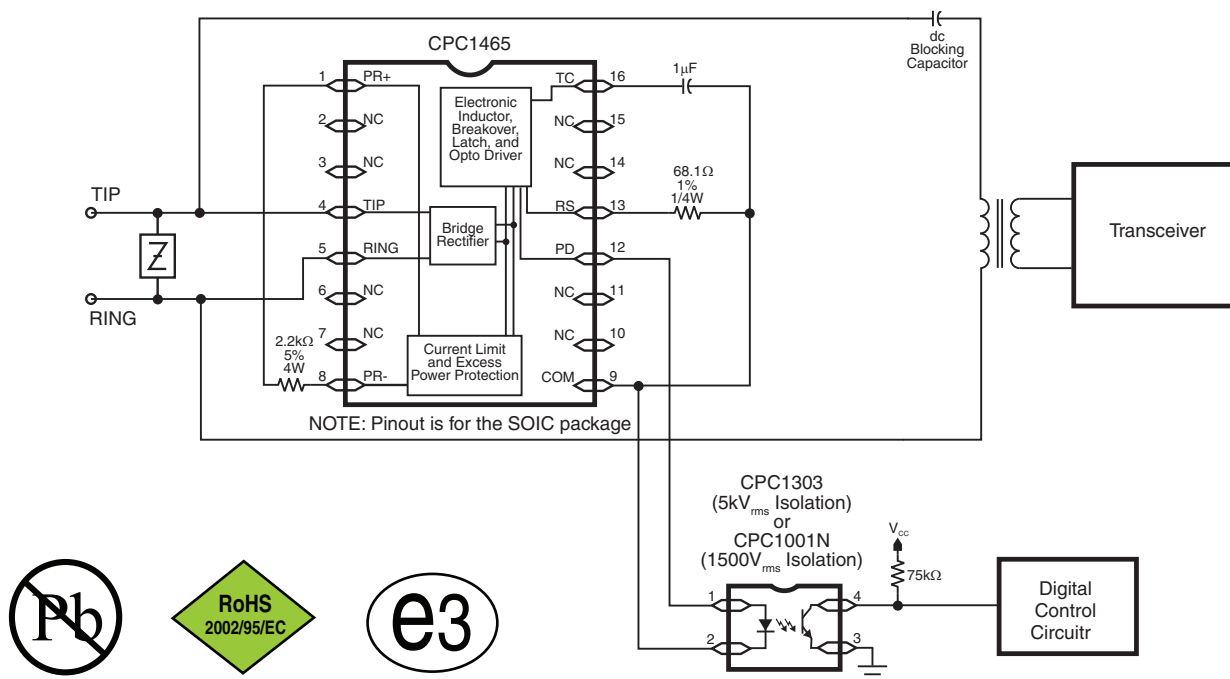 dc
Blocking
Capacitor
CPC1465
1 PR+
2 NC
3 NC
4 TIP
5 RING
6 NC
7 NC
8 PR-
TC 16
NC 15
NC 14
RS 13
PD 12
NC 11
NC 10
COM 9
Electronic
Inductor,
Breakover,
Latch, and
Opto Driver
Bridge
Rectifier
Current Limit
and Excess
Power Protection
1μF
68.1Ω
1%
1/4W
TIP
Z
RING
2.2kΩ
5%
4W
Transceiver
NOTE: Pinout is for the SOIC package
CPC1303
(5kVrms Isolation)
or
CPC1001N
(1500Vrms Isolation)
1
2
4
3
Vcc
75kΩ
Digital
Control
Circuitr
Pb
RoHS
2002/95/EC
e3